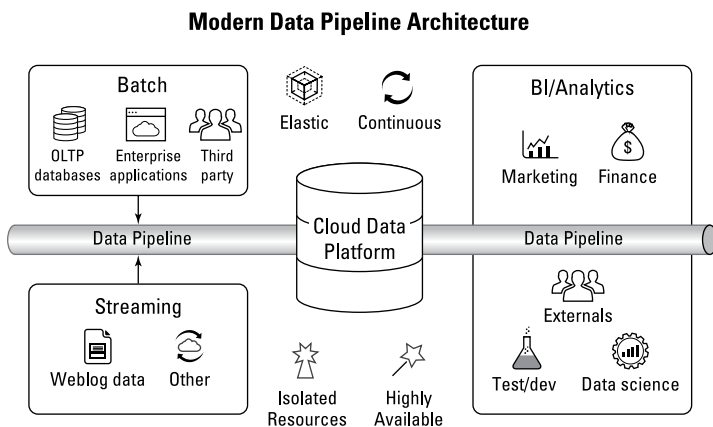 Modern Data Pipeline Architecture
Batch
OLTP
databases
Enterprise
applications
Third
party
Elastic
Continuous
BI/Analytics
Marketing
Finance
$
Data Pipeline
Cloud Data
Platform
Data Pipeline
Streaming
Weblog data
Other
Isolated
Resources
Highly
Available
Externals
Test/dev
Data science